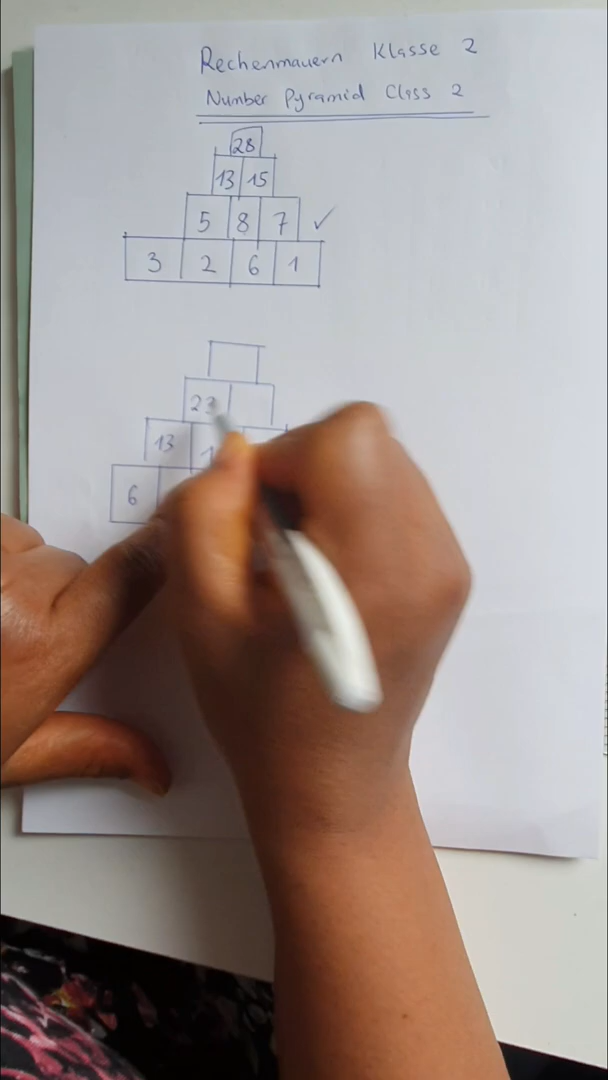 Rechenmauern Klasse 2
Number Pyramid Class 2
28
13 15
5 8 7 ✓
3 2 6 1
23
13
6